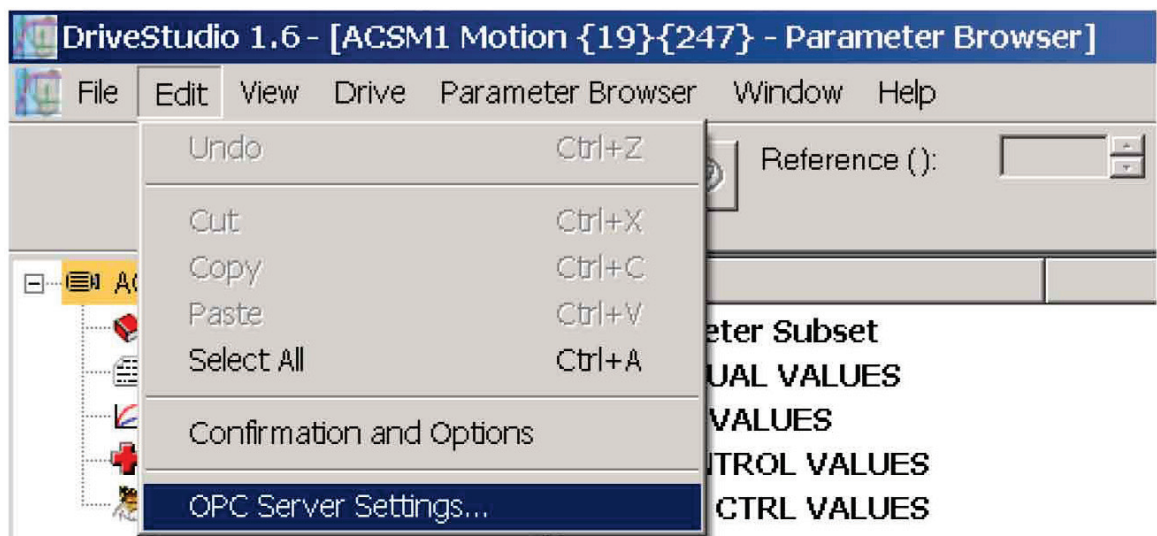 DriveStudio 1.6 - [ACSM1 Motion {19}{247} - Parameter Browser]
File Edit View Drive Parameter Browser Window Help
Undo Ctrl+Z
Reference ():
Cut Ctrl+X
Copy Ctrl+C
Paste Ctrl+V
eter Subset
Select All Ctrl+A
UAL VALUES
VALUES
Confirmation and Options
NTROL VALUES
OPC Server Settings...
CTRL VALUES